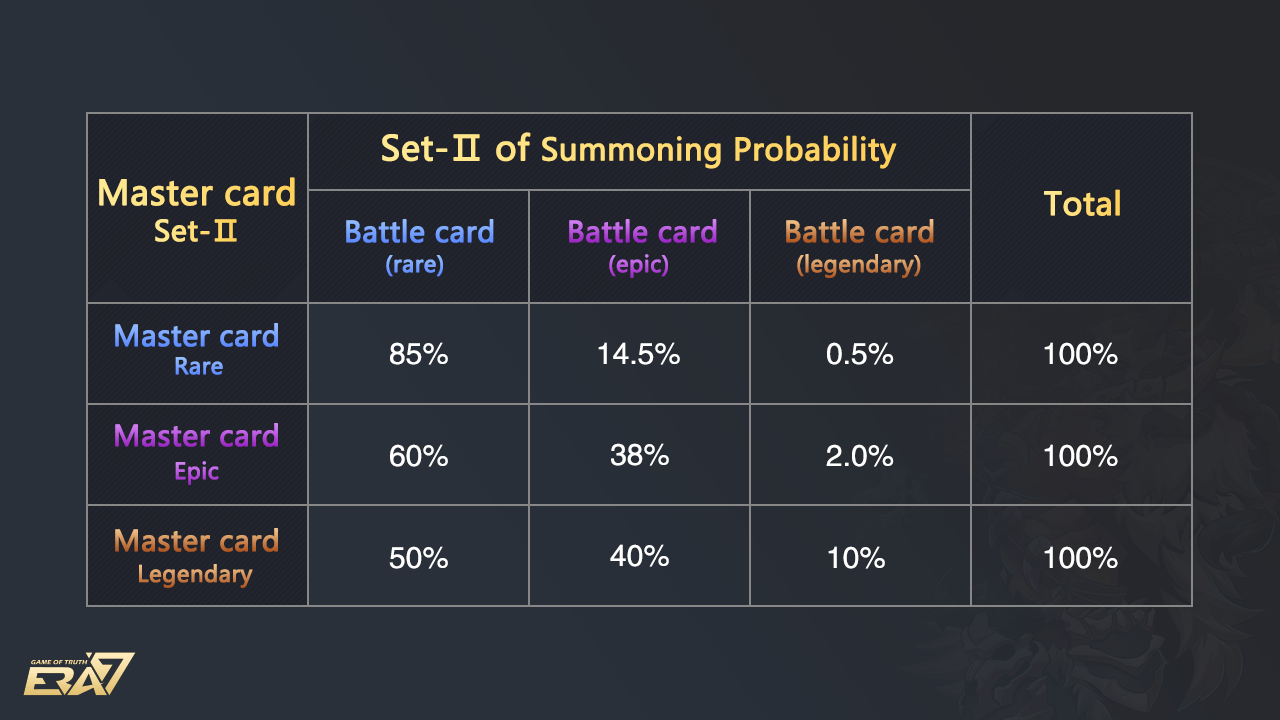 Master card
Set-Ⅱ
Set-Ⅱ of Summoning Probability
Total
Battle card
(rare)
Battle card
(epic)
Battle card
(legendary)
Master card
Rare
85%
14.5%
0.5%
100%
Master card
Epic
60%
38%
2.0%
100%
Master card
Legendary
50%
40%
10%
100%
GAME OF TRUTH
ERA7